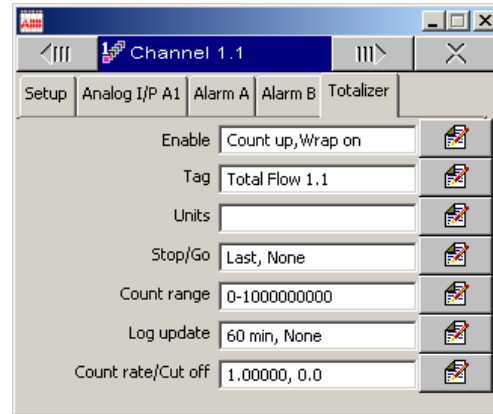 ABB
1 Channel 1.1
Setup Analog I/P A1 Alarm A Alarm B Totalizer
Enable Count up,Wrap on
Tag Total Flow 1.1
Units
Stop/Go Last, None
Count range 0-1000000000
Log update 60 min, None
Count rate/Cut off 1.00000, 0.0